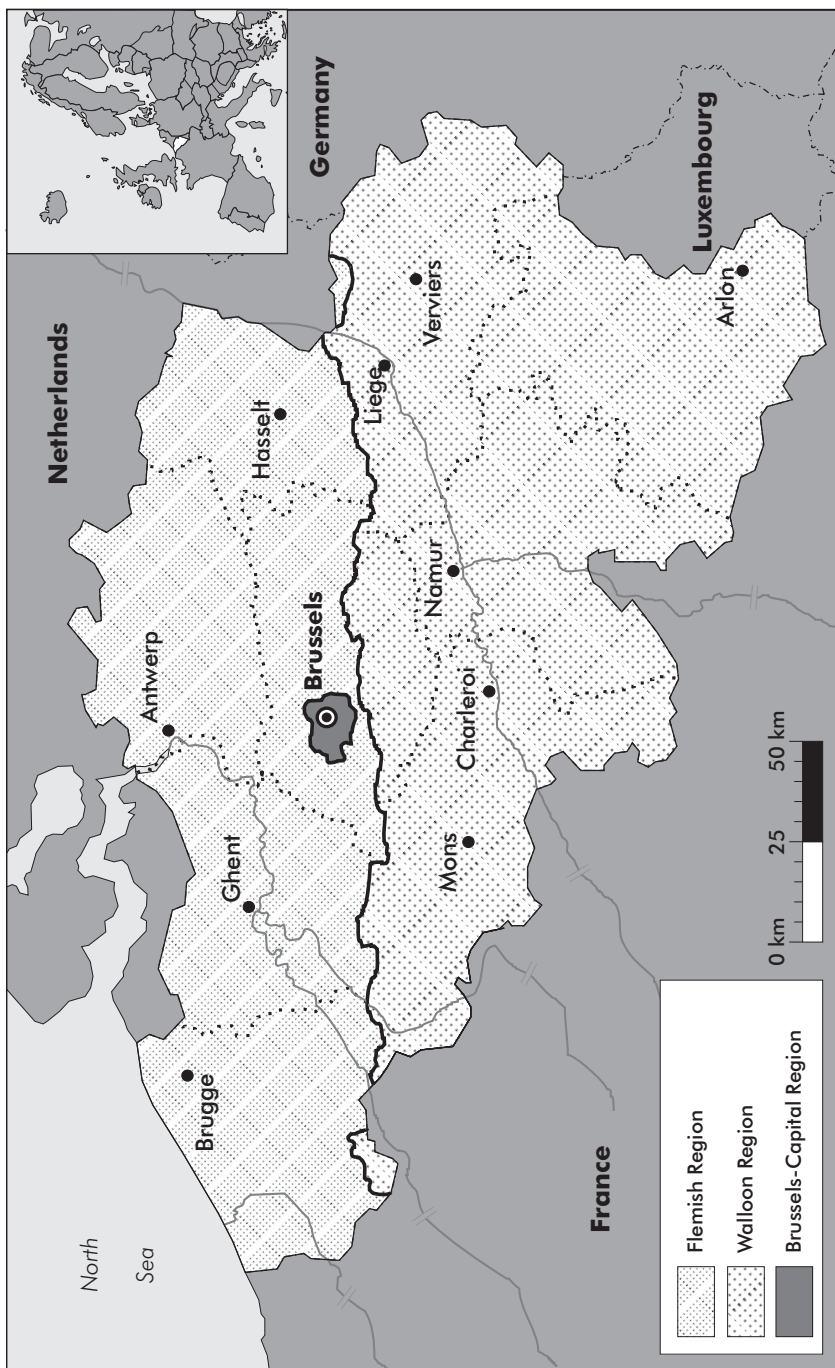 North
Sea
Netherlands
Germany
Luxembourg
France
Brugge
Ghent
Antwerp
Hasselt
Brussels
Mons
Charleroi
Namur
Liege
Verviers
Arlon
Flemish Region
Walloon Region
Brussels-Capital Region
0 km 25 50 km